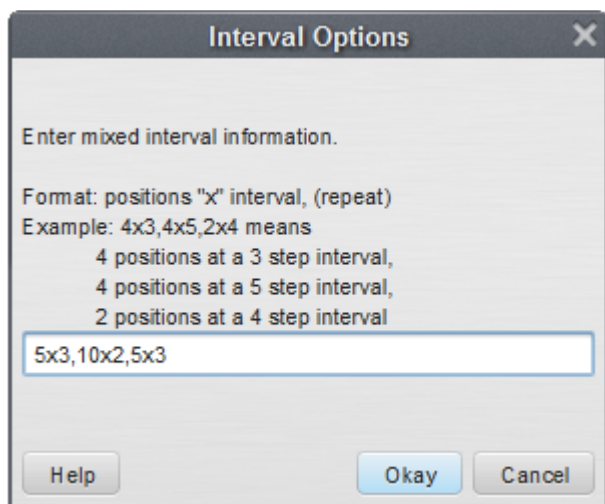 Interval Options
Enter mixed interval information.
Format: positions "x" interval, (repeat)
Example: 4x3,4x5,2x4 means
4 positions at a 3 step interval,
4 positions at a 5 step interval,
2 positions at a 4 step interval
5x3,10x2,5x3
Help Okay Cancel